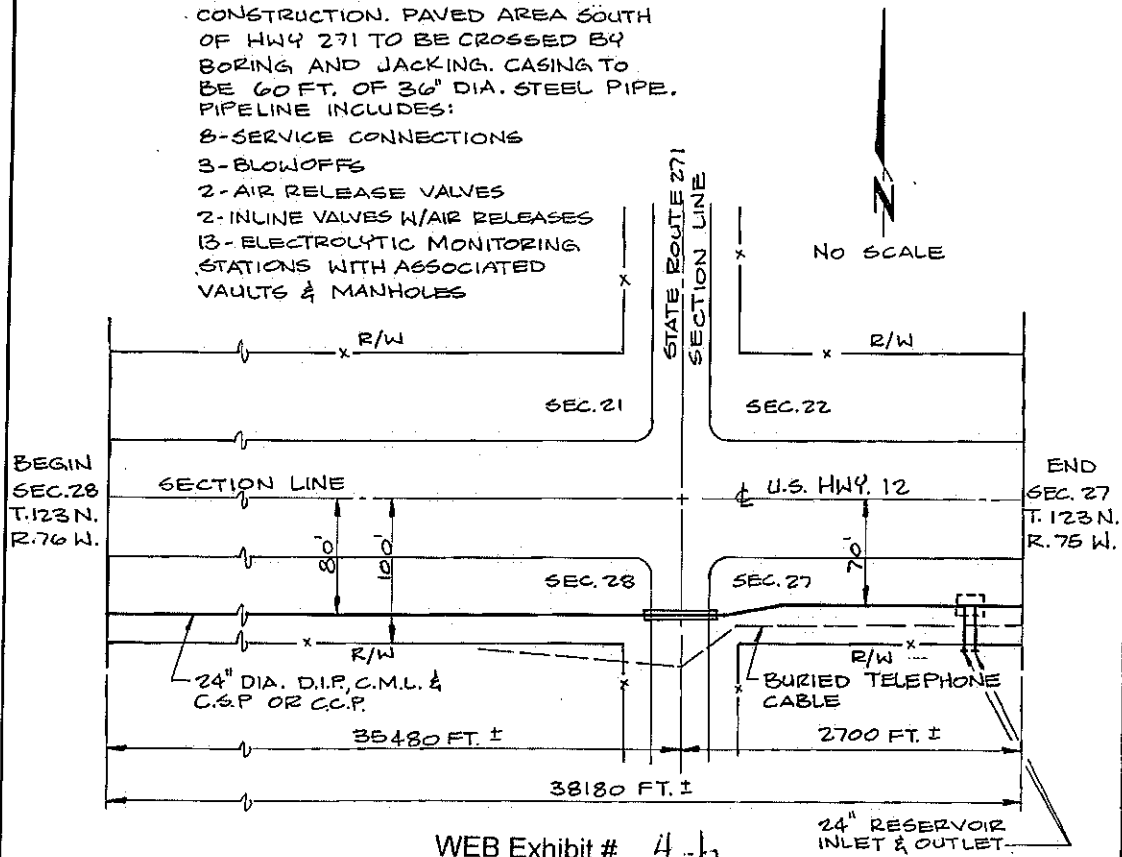 CONSTRUCTION. PAVED AREA SOUTH
OF HWY 271 TO BE CROSSED BY
BORING AND JACKING. CASING TO
BE 60 FT. OF 36" DIA. STEEL PIPE.
PIPELINE INCLUDES:
8-SERVICE CONNECTIONS
3-BLOWOFFS
2-AIR RELEASE VALVES
2-INLINE VALVES W/AIR RELEASES
13-ELECTROLYTIC MONITORING
STATIONS WITH ASSOCIATED
VAULTS & MANHOLES
STATE ROUTE 271
SECTION LINE
N
NO SCALE
R/W
R/W
SEC. 21
SEC. 22
BEGIN
SEC. 28
T. 123 N.
R. 76 W.
SECTION LINE
℄ U.S. HWY. 12
END
SEC. 27
T. 123 N.
R. 75 W.
80'
100'
70'
SEC. 28
SEC. 27
R/W
R/W
24" DIA. D.I.P., C.M.L. &
C.S.P OR C.C.P.
BURIED TELEPHONE
CABLE
35480 FT. ±
2700 FT. ±
38180 FT. ±
24" RESERVOIR
INLET & OUTLET
WEB Exhibit #